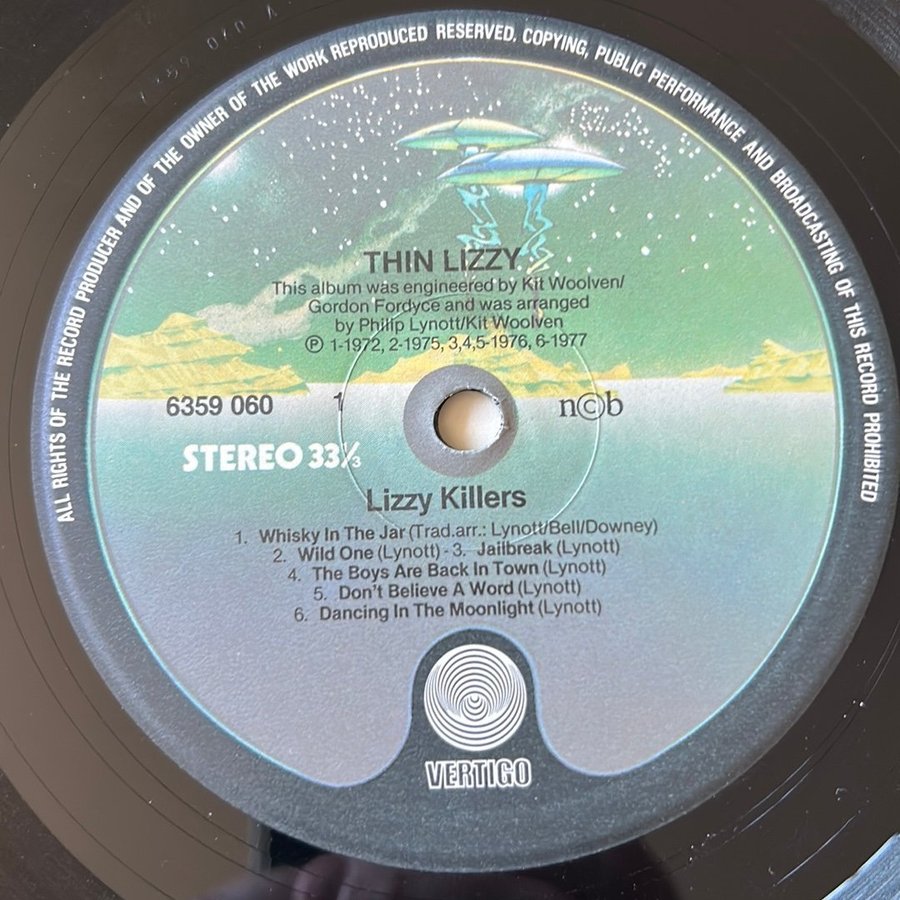 ALL RIGHTS OF THE RECORD PRODUCER AND OF THE OWNER OF THE WORK REPRODUCED RESERVED. COPYING, PUBLIC PERFORMANCE AND BROADCASTING OF THIS RECORD PROHIBITED
THIN LIZZY
This album was engineered by Kit Woolven/
Gordon Fordyce and was arranged
by Philip Lynott/Kit Woolven
Ⓟ 1-1972, 2-1975, 3,4,5-1976, 6-1977
6359 060 1 n©b
STEREO 33⅓
Lizzy Killers
1. Whisky In The Jar (Trad.arr.: Lynott/Bell/Downey)
2. Wild One (Lynott) - 3. Jailbreak (Lynott)
4. The Boys Are Back In Town (Lynott)
5. Don't Believe A Word (Lynott)
6. Dancing In The Moonlight (Lynott)
VERTIGO